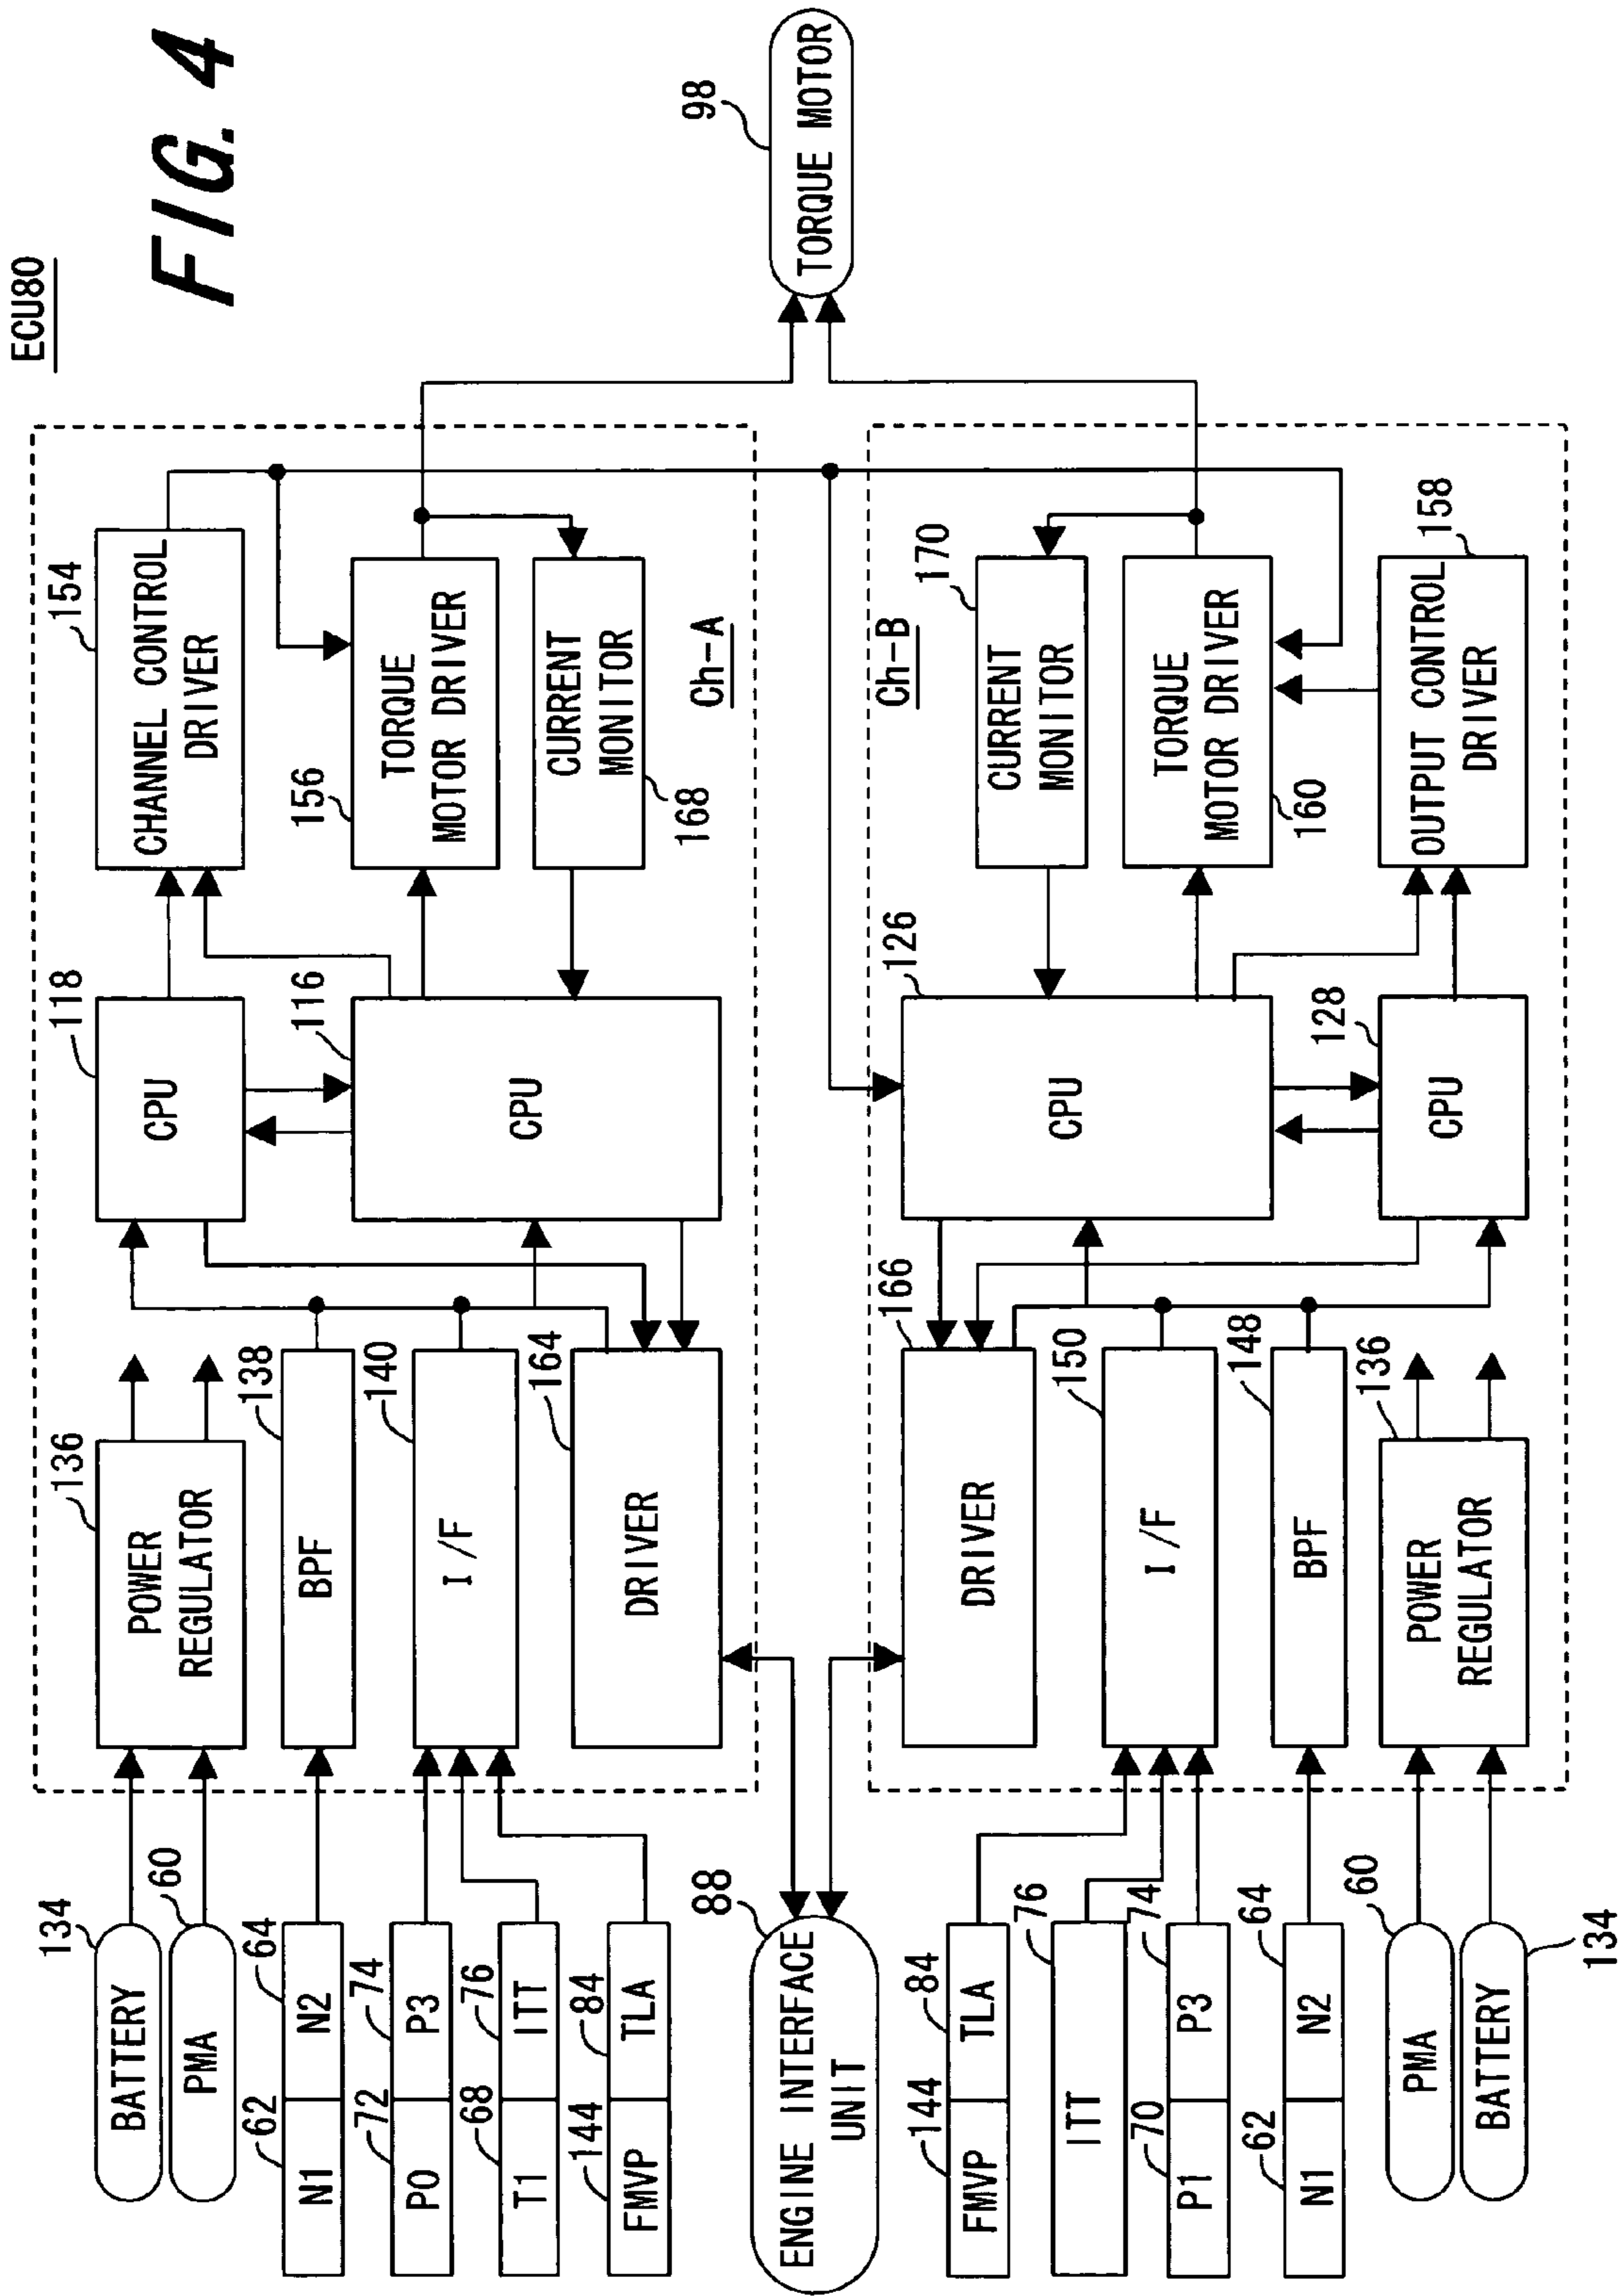 FIG. 4
ECU80
134
BATTERY
60
PMA
62
N1
64
N2
72
P0
74
P3
68
T1
76
ITT
144
FMVP
84
TLA
136
POWER
REGULATOR
138
BPF
140
I/F
164
DRIVER
118
CPU
116
CPU
154
CHANNEL CONTROL
DRIVER
156
TORQUE
MOTOR DRIVER
CURRENT
MONITOR
168
Ch-A
98
TORQUE MOTOR
88
ENGINE INTERFACE
UNIT
144
FMVP
84
TLA
76
ITT
70
P1
74
P3
62
N1
64
N2
60
PMA
BATTERY
134
166
DRIVER
150
I/F
148
BPF
136
POWER
REGULATOR
126
CPU
128
CPU
Ch-B
170
CURRENT
MONITOR
TORQUE
MOTOR DRIVER
160
158
OUTPUT CONTROL
DRIVER